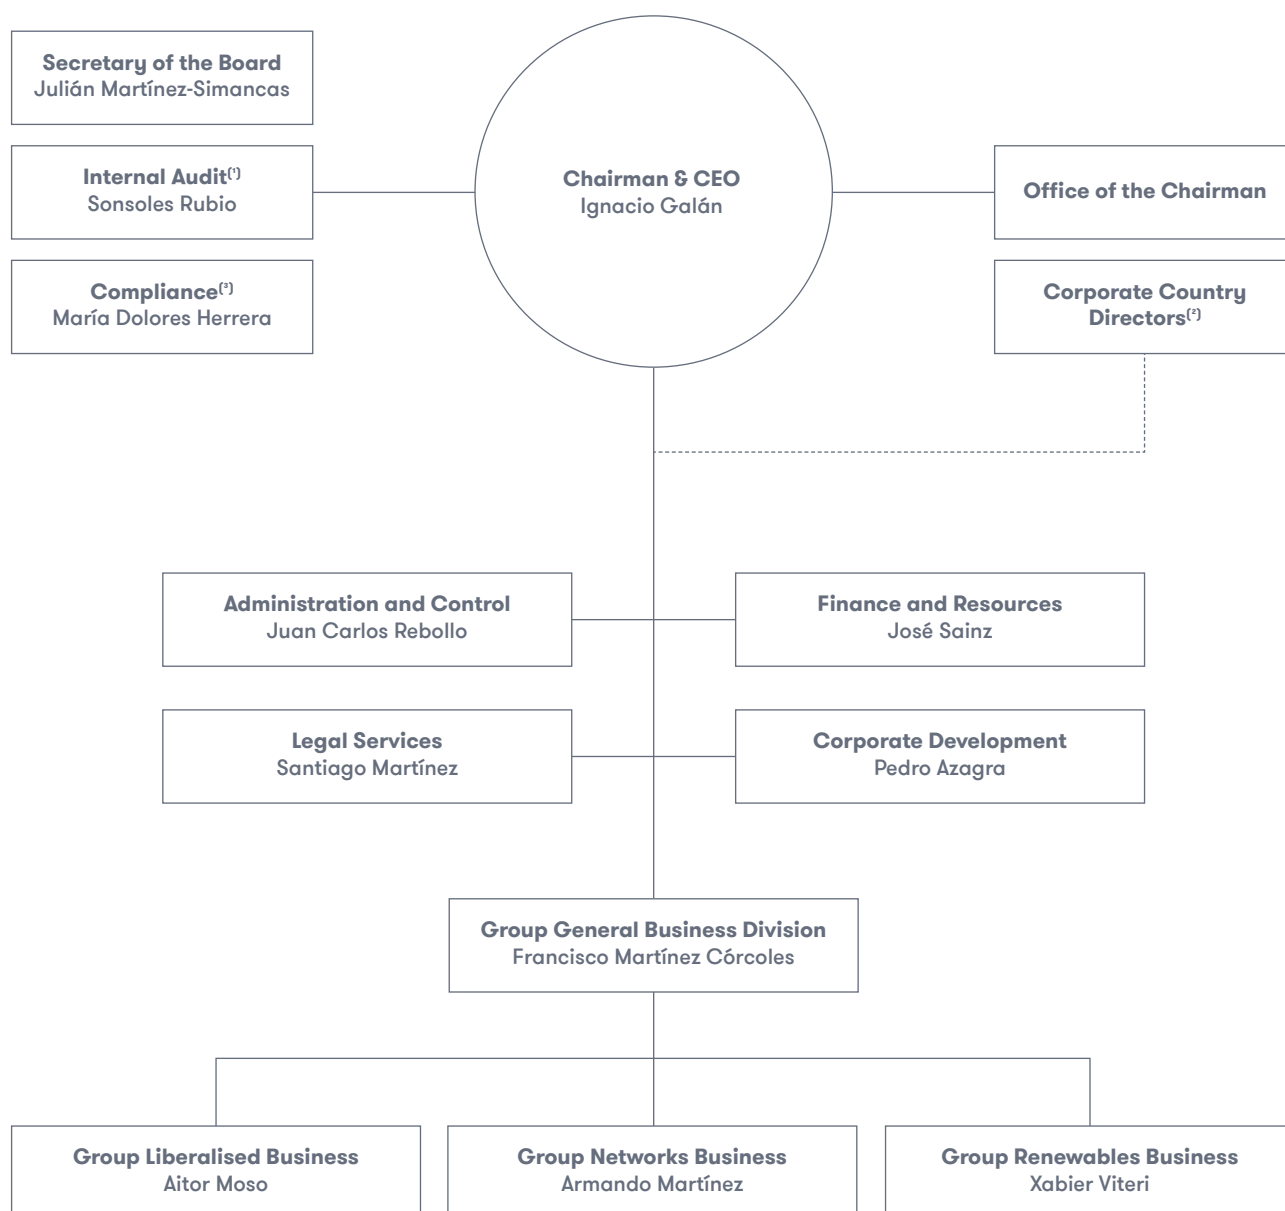 Secretary of the Board
Julián Martínez-Simancas
Internal Audit⁽¹⁾
Sonsoles Rubio
Compliance⁽³⁾
María Dolores Herrera
Chairman & CEO
Ignacio Galán
Office of the Chairman
Corporate Country
Directors⁽²⁾
Administration and Control
Juan Carlos Rebollo
Finance and Resources
José Sainz
Legal Services
Santiago Martínez
Corporate Development
Pedro Azagra
Group General Business Division
Francisco Martínez Córcoles
Group Liberalised Business
Aitor Moso
Group Networks Business
Armando Martínez
Group Renewables Business
Xabier Viteri